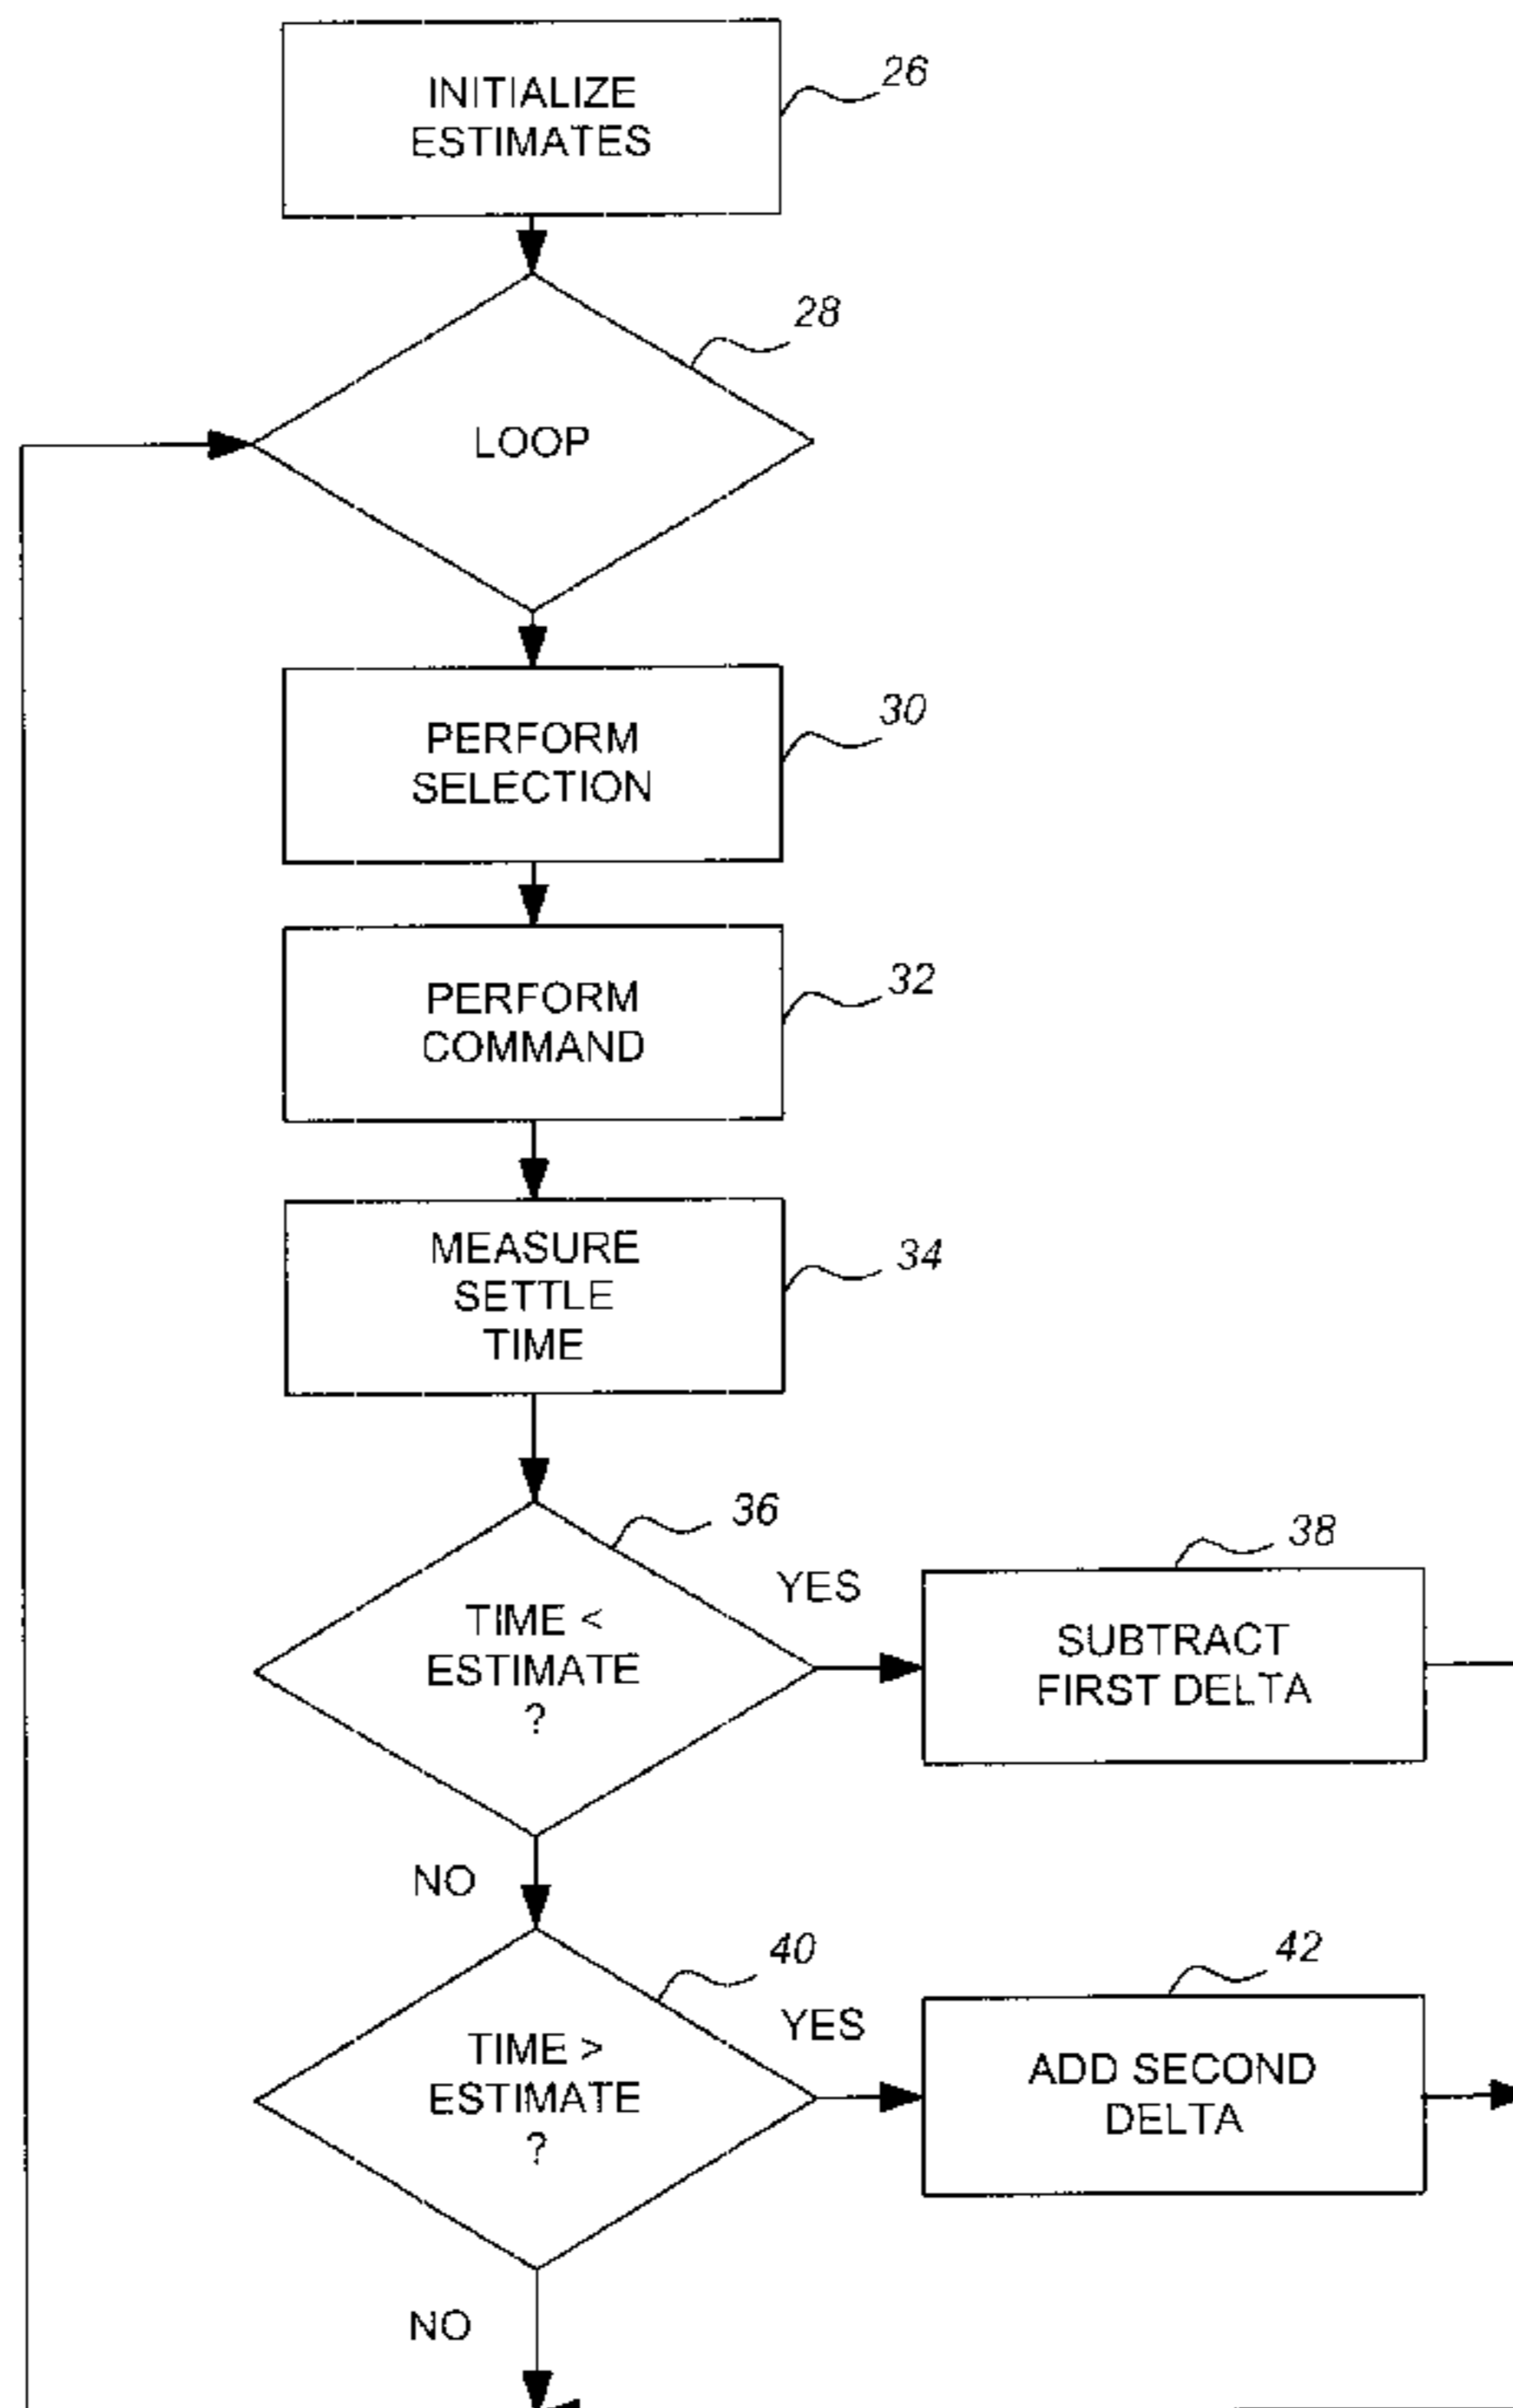 INITIALIZE
ESTIMATES
26
LOOP
28
PERFORM
SELECTION
30
PERFORM
COMMAND
32
MEASURE
SETTLE
TIME
34
TIME <
ESTIMATE
?
36
YES
SUBTRACT
FIRST DELTA
38
NO
TIME >
ESTIMATE
?
40
YES
ADD SECOND
DELTA
42
NO